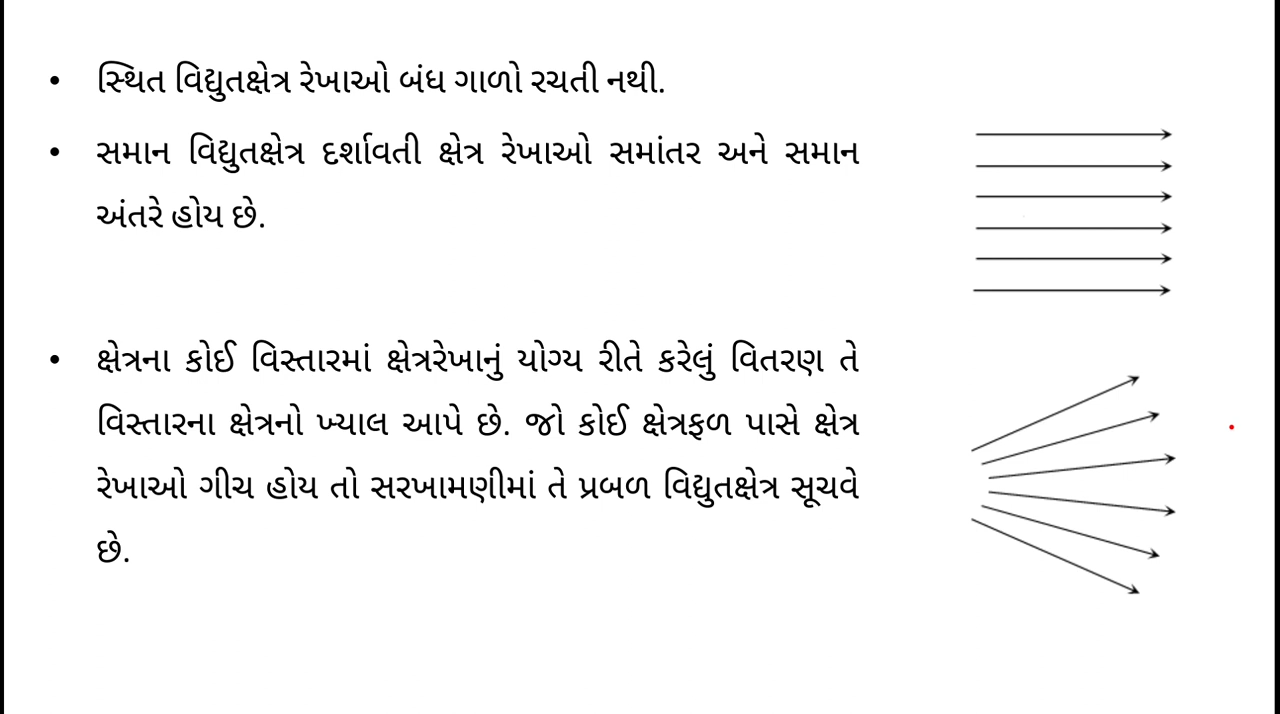 • સ્થિત વિદ્યુતક્ષેત્ર રેખાઓ બંધ ગાળો રચતી નથી.
• સમાન વિદ્યુતક્ષેત્ર દર્શાવતી ક્ષેત્ર રેખાઓ સમાંતર અને સમાન
અંતરે હોય છે.
• ક્ષેત્રના કોઈ વિસ્તારમાં ક્ષેત્રરેખાનું યોગ્ય રીતે કરેલું વિતરણ તે
વિસ્તારના ક્ષેત્રનો ખ્યાલ આપે છે. જો કોઈ ક્ષેત્રફળ પાસે ક્ષેત્ર
રેખાઓ ગીચ હોય તો સરખામણીમાં તે પ્રબળ વિદ્યુતક્ષેત્ર સૂચવે
છે.